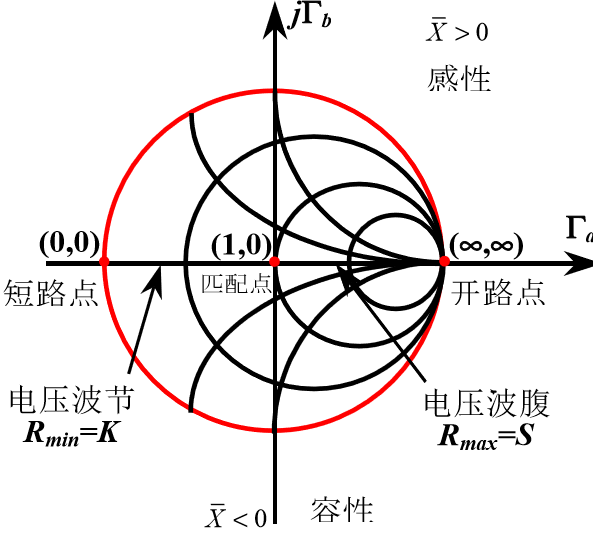 jΓb
X̄>0
感性
(0,0)
(1,0)
(∞,∞)
Γa
短路点
匹配点
开路点
电压波节
Rmin=K
电压波腹
Rmax=S
X̄<0
容性